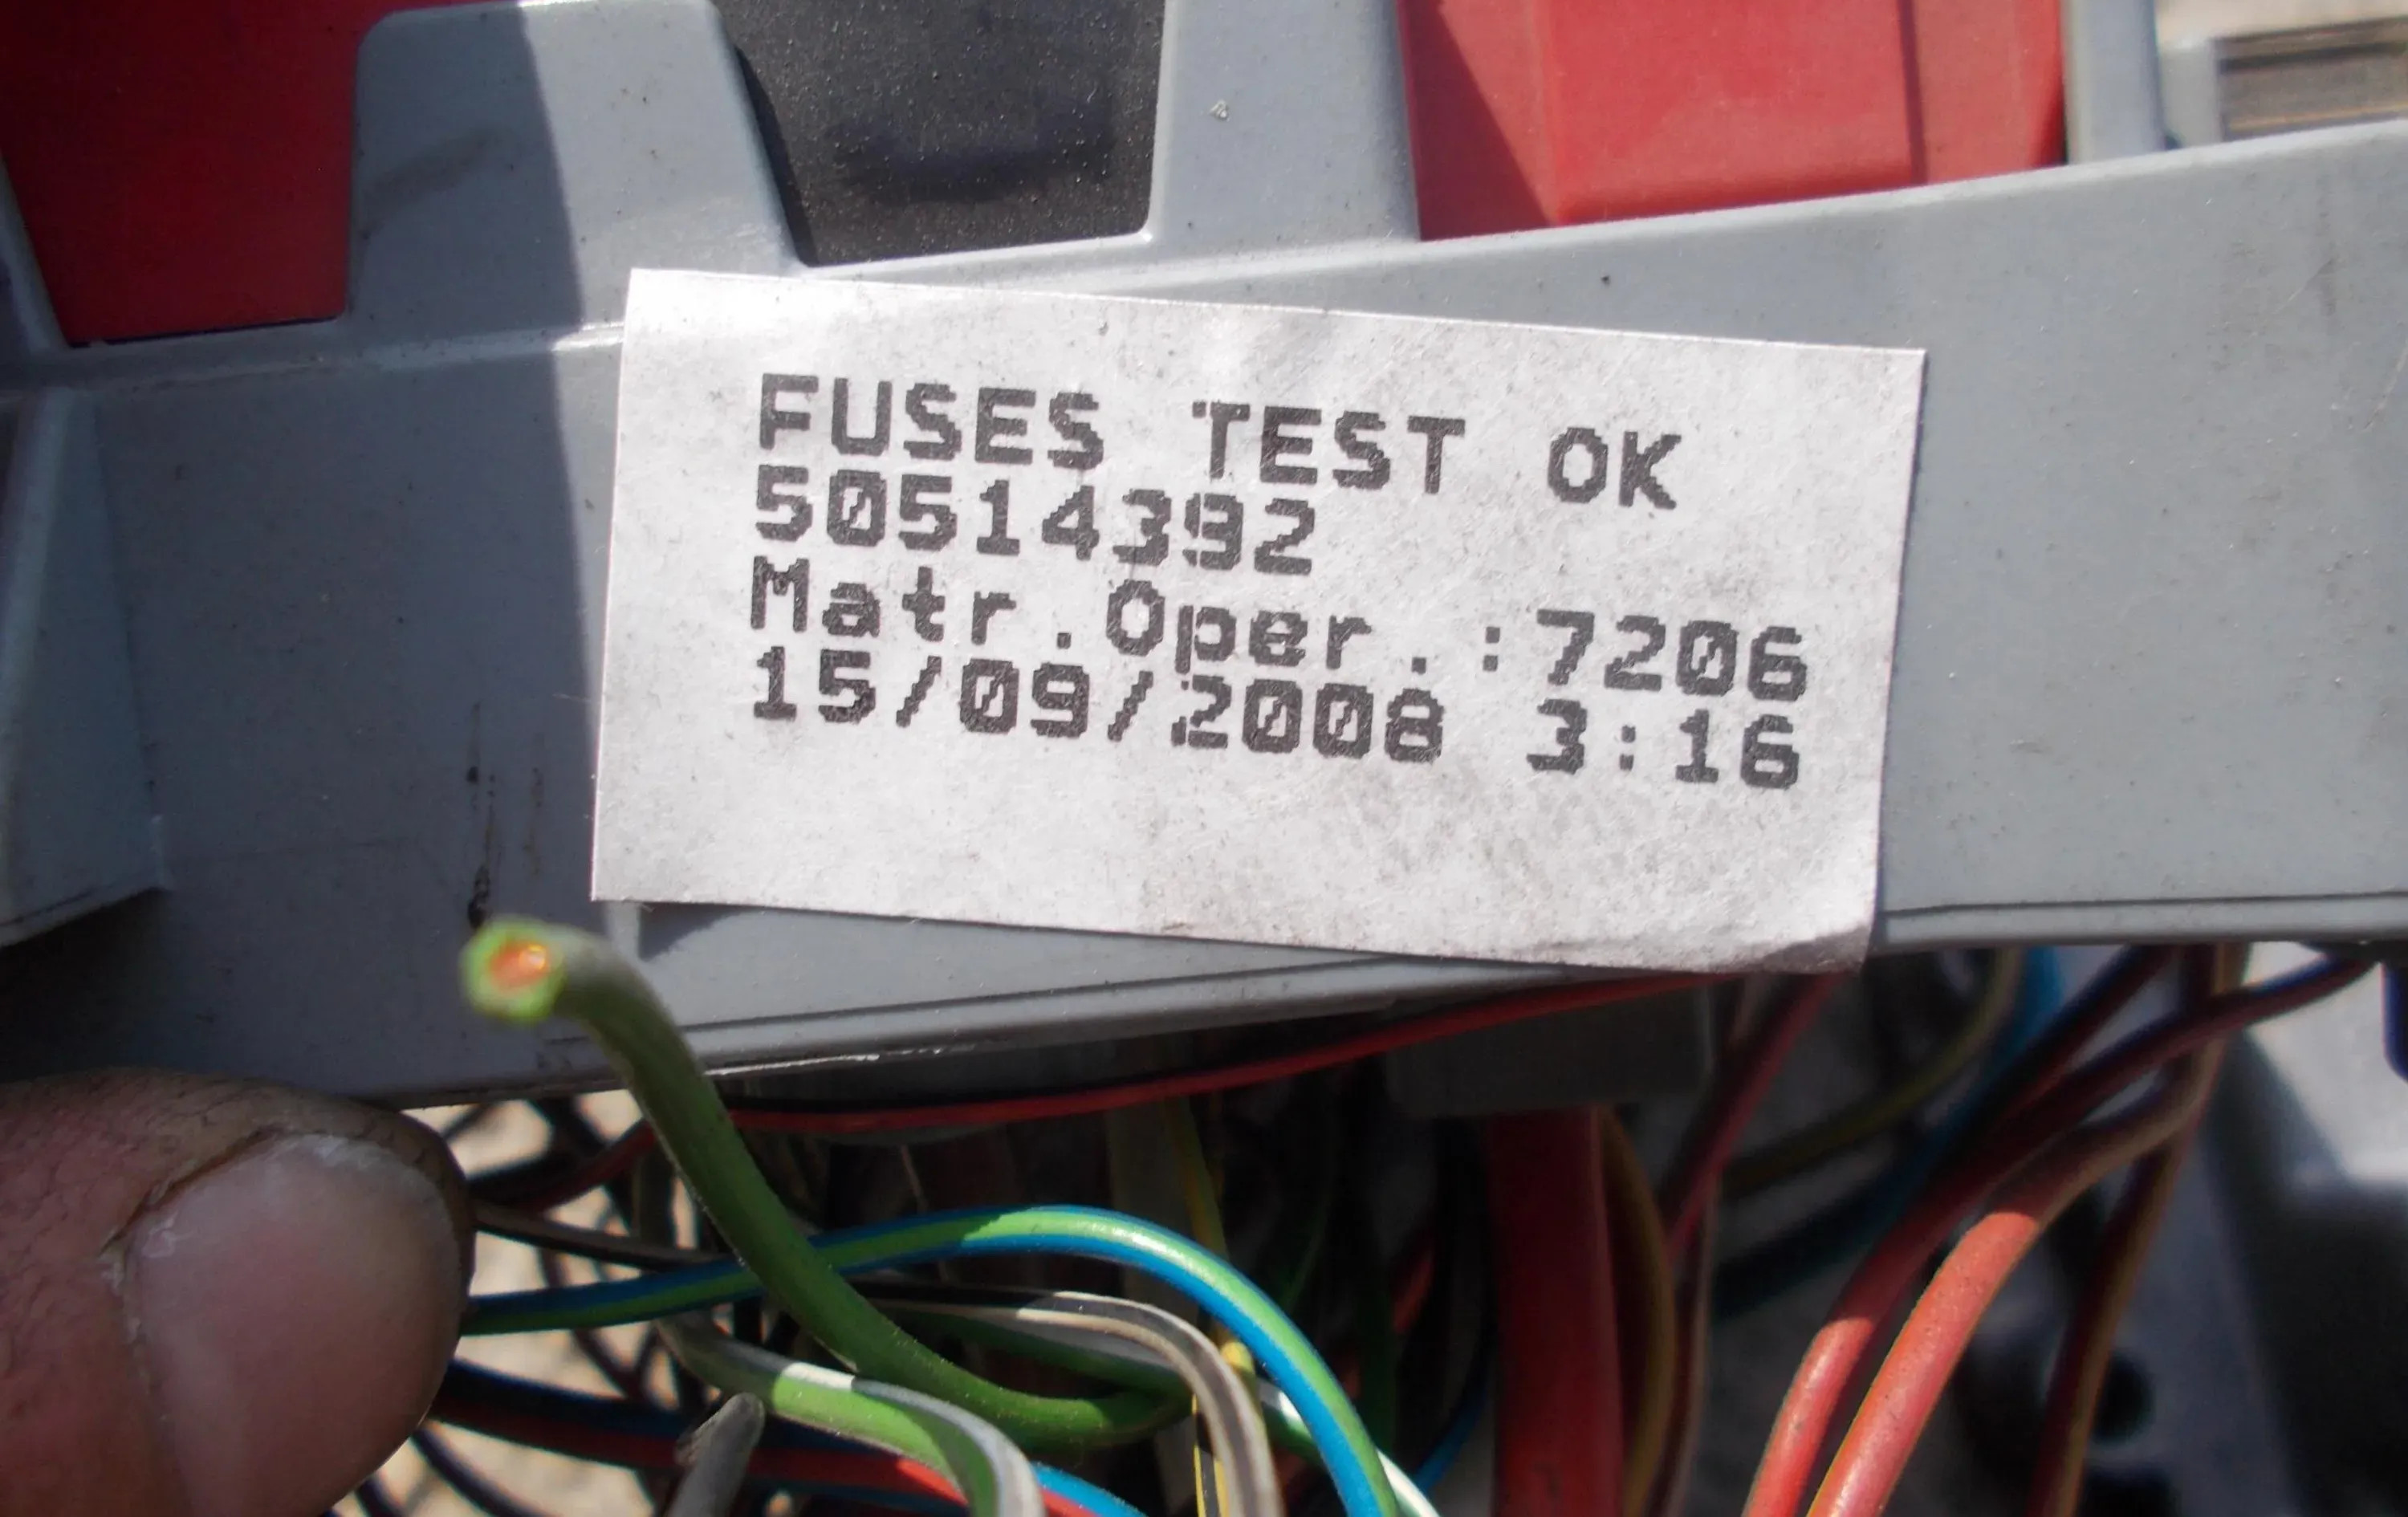 FUSES TEST OK
50514392
Matr.Oper.:7206
15/09/2008 3:16